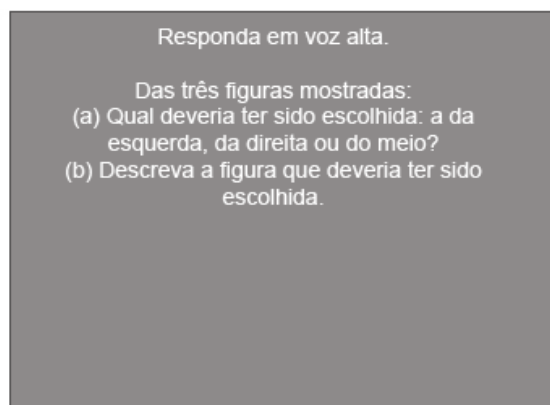 Responda em voz alta.
Das três figuras mostradas:
(a) Qual deveria ter sido escolhida: a da
esquerda, da direita ou do meio?
(b) Descreva a figura que deveria ter sido
escolhida.